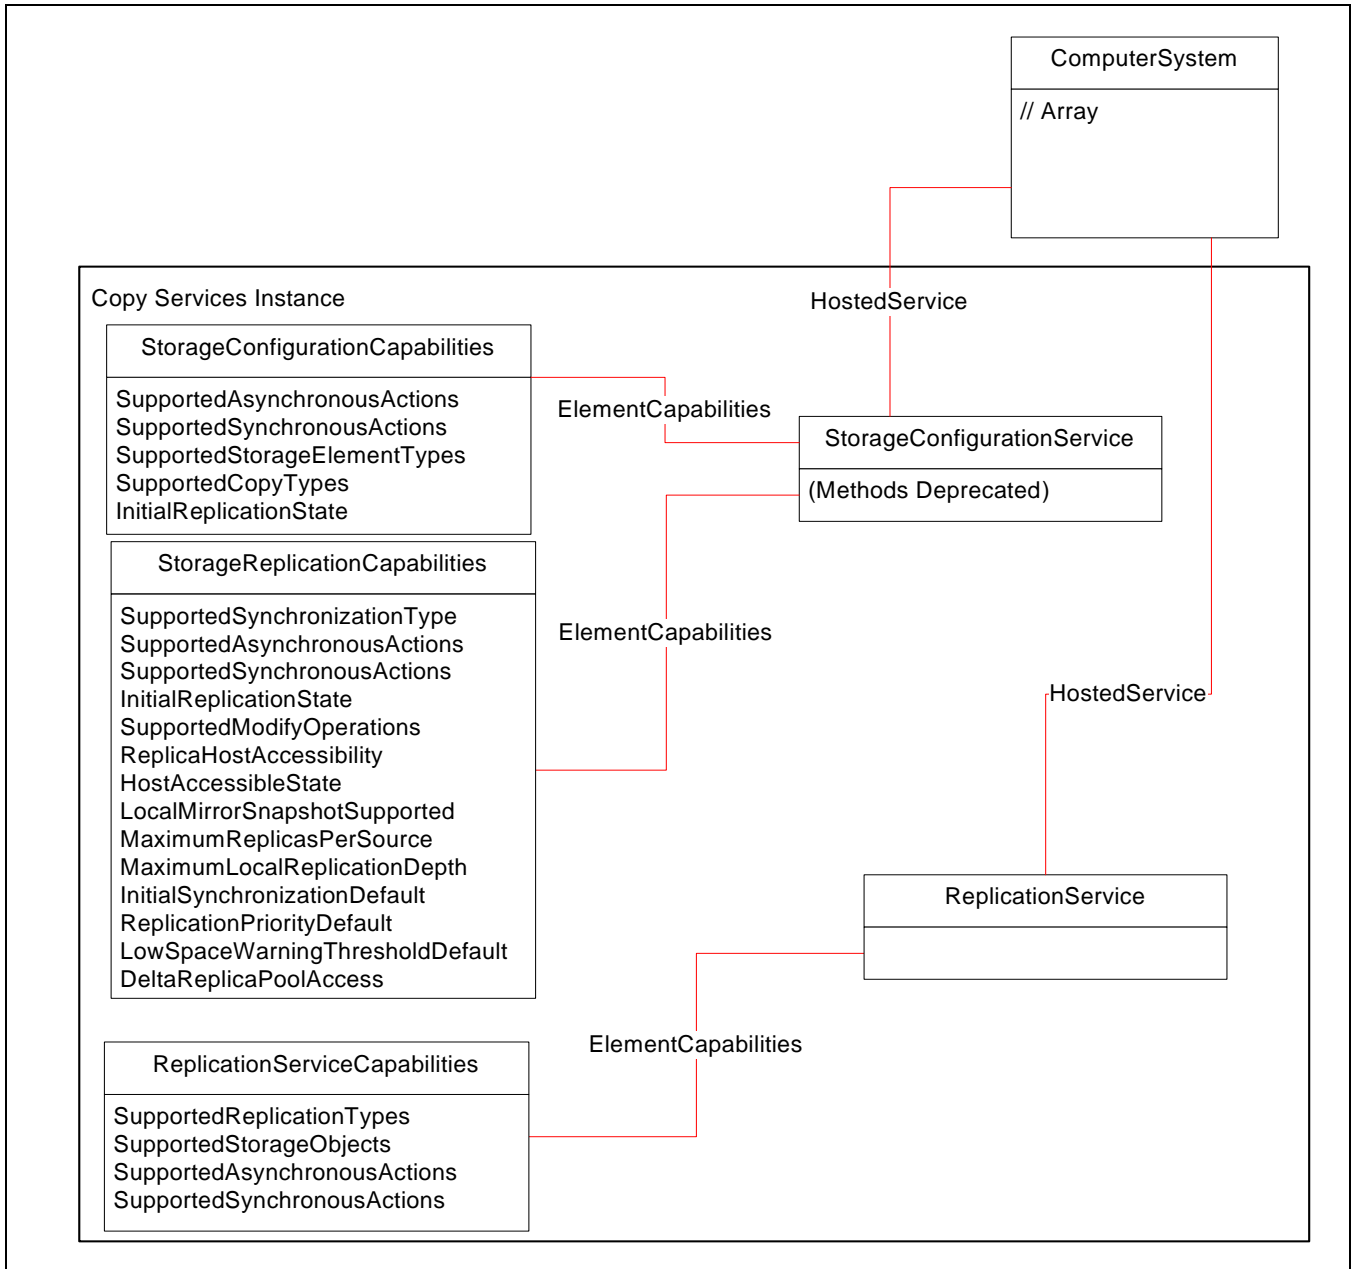 ComputerSystem
// Array
Copy Services Instance
HostedService
StorageConfigurationCapabilities
SupportedAsynchronousActions
SupportedSynchronousActions
SupportedStorageElementTypes
SupportedCopyTypes
InitialReplicationState
ElementCapabilities
StorageConfigurationService
(Methods Deprecated)
StorageReplicationCapabilities
SupportedSynchronizationType
SupportedAsynchronousActions
SupportedSynchronousActions
InitialReplicationState
SupportedModifyOperations
ReplicaHostAccessibility
HostAccessibleState
LocalMirrorSnapshotSupported
MaximumReplicasPerSource
MaximumLocalReplicationDepth
InitialSynchronizationDefault
ReplicationPriorityDefault
LowSpaceWarningThresholdDefault
DeltaReplicaPoolAccess
ElementCapabilities
HostedService
ReplicationService
ElementCapabilities
ReplicationServiceCapabilities
SupportedReplicationTypes
SupportedStorageObjects
SupportedAsynchronousActions
SupportedSynchronousActions